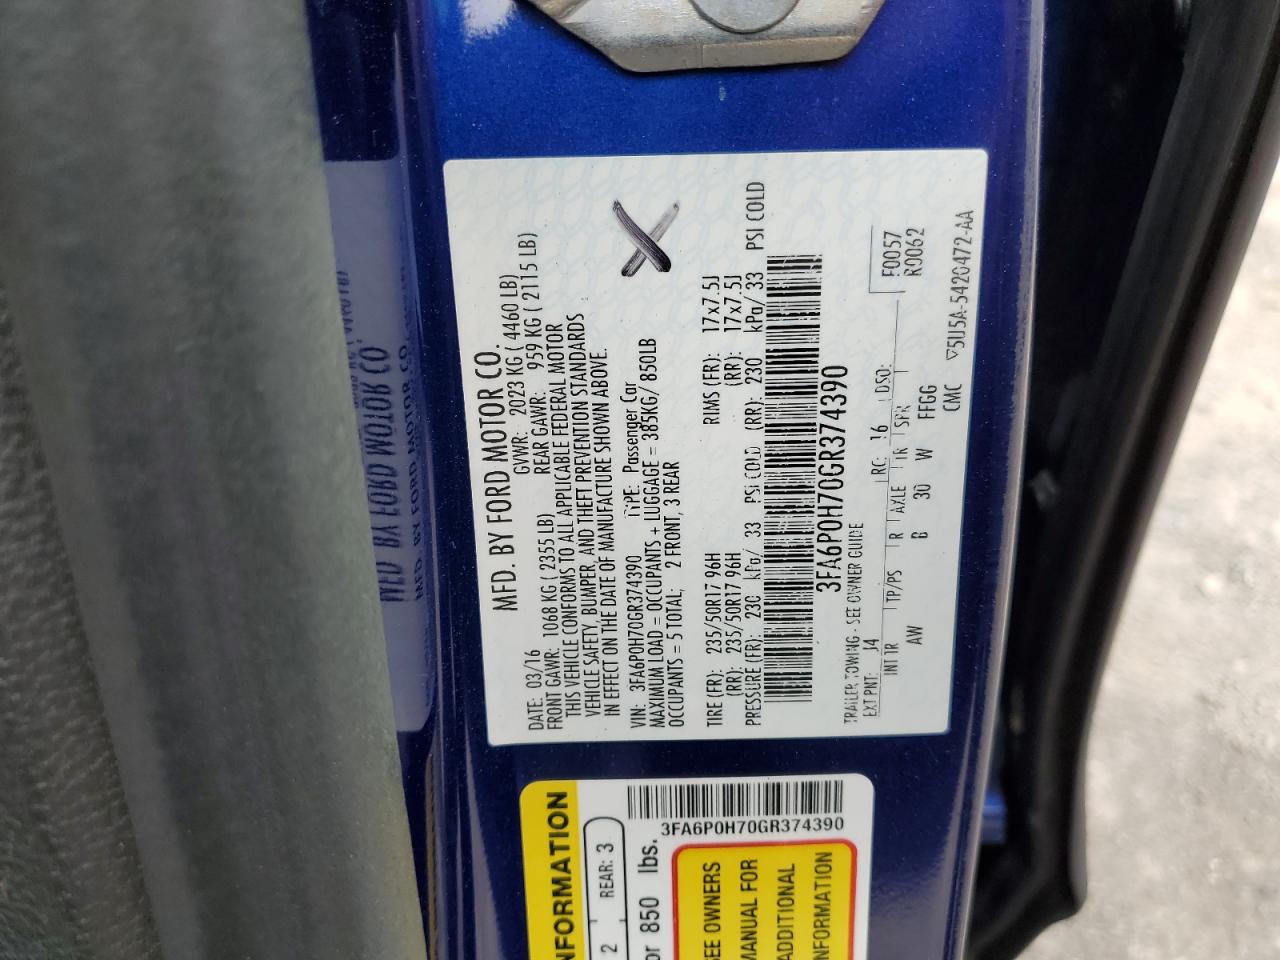 MFD. BY FORD MOTOR CO.
DATE: 03/16 GVWR: 2023 KG ( 4460 LB)
FRONT GAWR: 1068 KG ( 2355 LB) REAR GAWR: 959 KG ( 2115 LB)
THIS VEHICLE CONFORMS TO ALL APPLICABLE FEDERAL MOTOR
VEHICLE SAFETY, BUMPER, AND THEFT PREVENTION STANDARDS
IN EFFECT ON THE DATE OF MANUFACTURE SHOWN ABOVE.
VIN: 3FA6P0H70GR374390 TYPE: Passenger Car
MAXIMUM LOAD = OCCUPANTS + LUGGAGE = 385KG/ 850LB
OCCUPANTS = 5 TOTAL; 2 FRONT, 3 REAR
TIRE (FR): 235/50R17 96H RIMS (FR): 17x7.5J
(RR): 235/50R17 96H (RR): 17x7.5J
PRESSURE (FR): 230 kPa/ 33 PSI COLD (RR): 230 kPa/ 33 PSI COLD
3FA6P0H70GR374390
TRAILER TOWING - SEE OWNER GUIDE
EXT PNT: J4 RC: 16 DSO: F0057
R0062
INT TR TP/PS R AXLE TR SPR
AW B 30 W FFGG
CMC ▽5U5A-5420472-AA
NFORMATION
2 REAR: 3
or 850 lbs.
3FA6P0H70GR374390
SEE OWNERS
MANUAL FOR
ADDITIONAL
INFORMATION
MFD. BY FORD MOTOR CO.